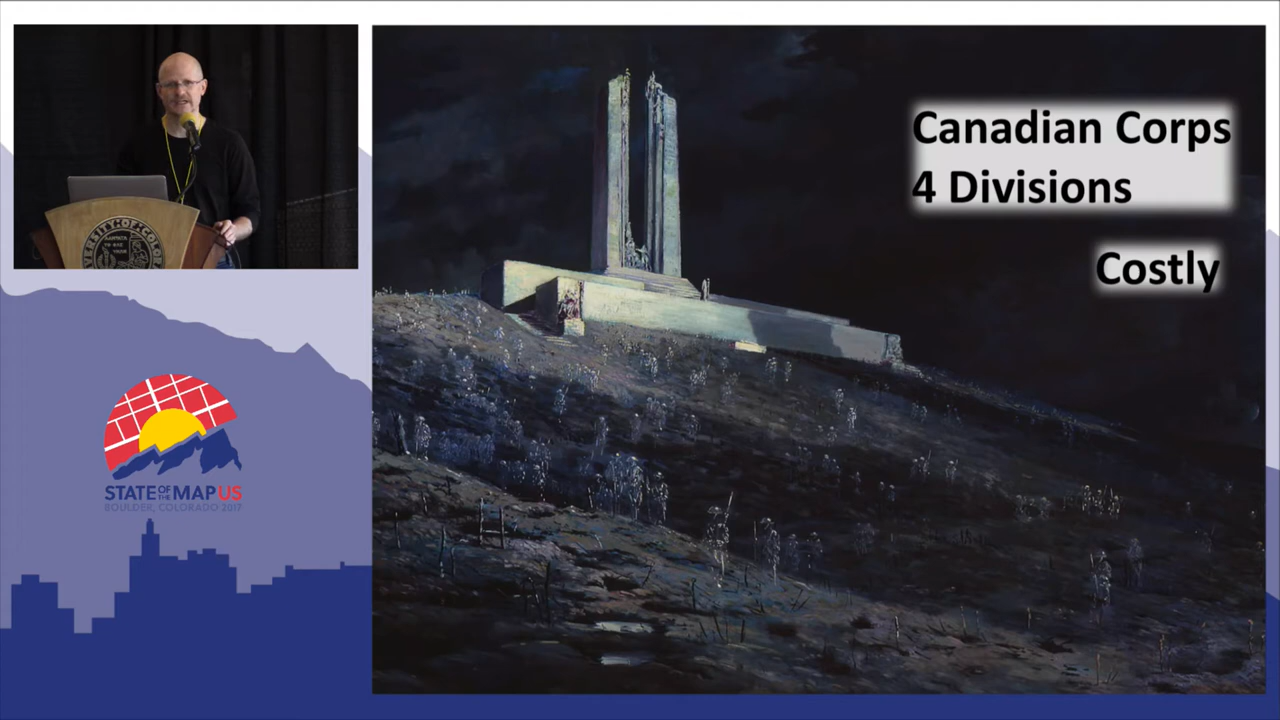 Canadian Corps
4 Divisions
Costly
STATE OF THE MAP US
BOULDER, COLORADO 2017